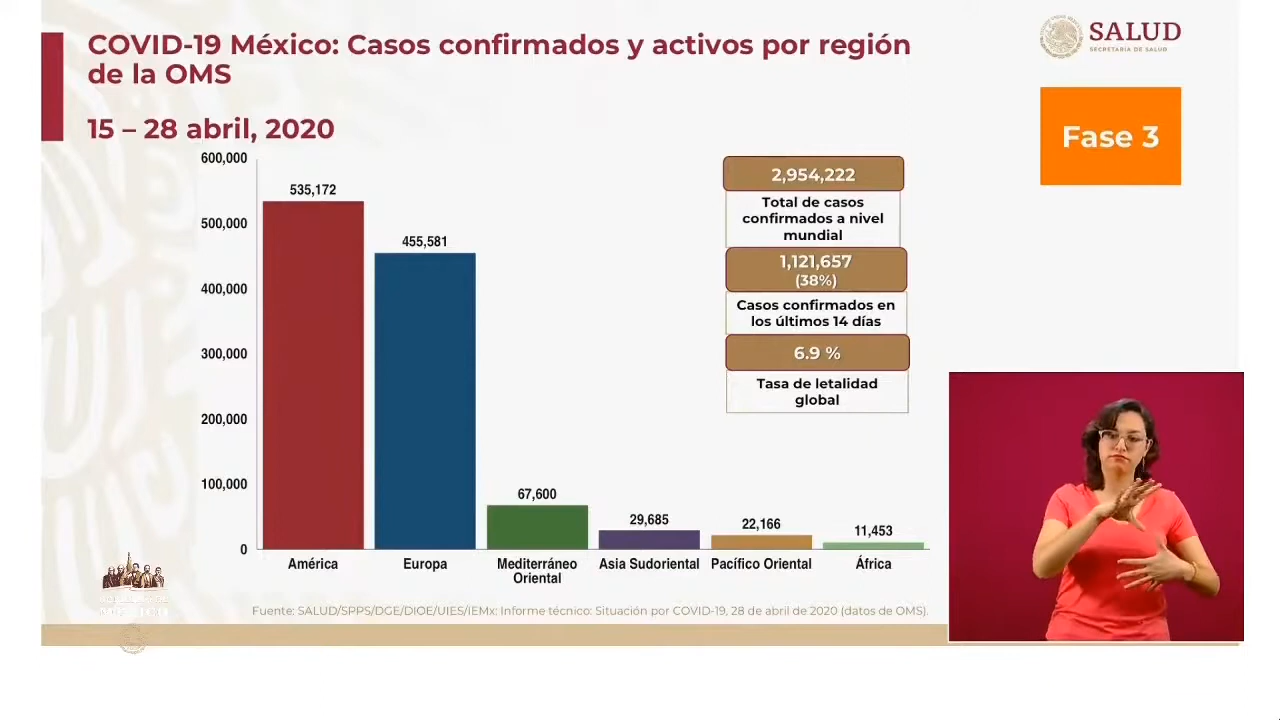 COVID-19 México: Casos confirmados y activos por región
de la OMS
15 – 28 abril, 2020
SALUD
SECRETARÍA DE SALUD
Fase 3
600,000
500,000
400,000
300,000
200,000
100,000
0
535,172
455,581
67,600
29,685
22,166
11,453
América
Europa
Mediterráneo
Oriental
Asia Sudoriental
Pacífico Oriental
África
2,954,222
Total de casos
confirmados a nivel
mundial
1,121,657
(38%)
Casos confirmados en
los últimos 14 días
6.9 %
Tasa de letalidad
global
Fuente: SALUD/SPPS/DGE/DIOE/UIES/IEMx: Informe técnico: Situación por COVID-19, 28 de abril de 2020 (datos de OMS).
MÉXICO